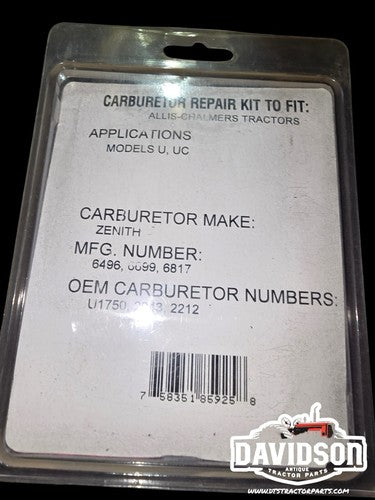 CARBURETOR REPAIR KIT TO FIT:
ALLIS-CHALMERS TRACTORS
APPLICATIONS
MODELS U, UC
CARBURETOR MAKE:
ZENITH
MFG. NUMBER:
6496, 6817
OEM CARBURETOR NUMBERS:
U1750, 2212
7 58351 85925 8
DAVIDSON
ANTIQUE
TRACTOR PARTS
WWW.DTSTRACTORPARTS.COM